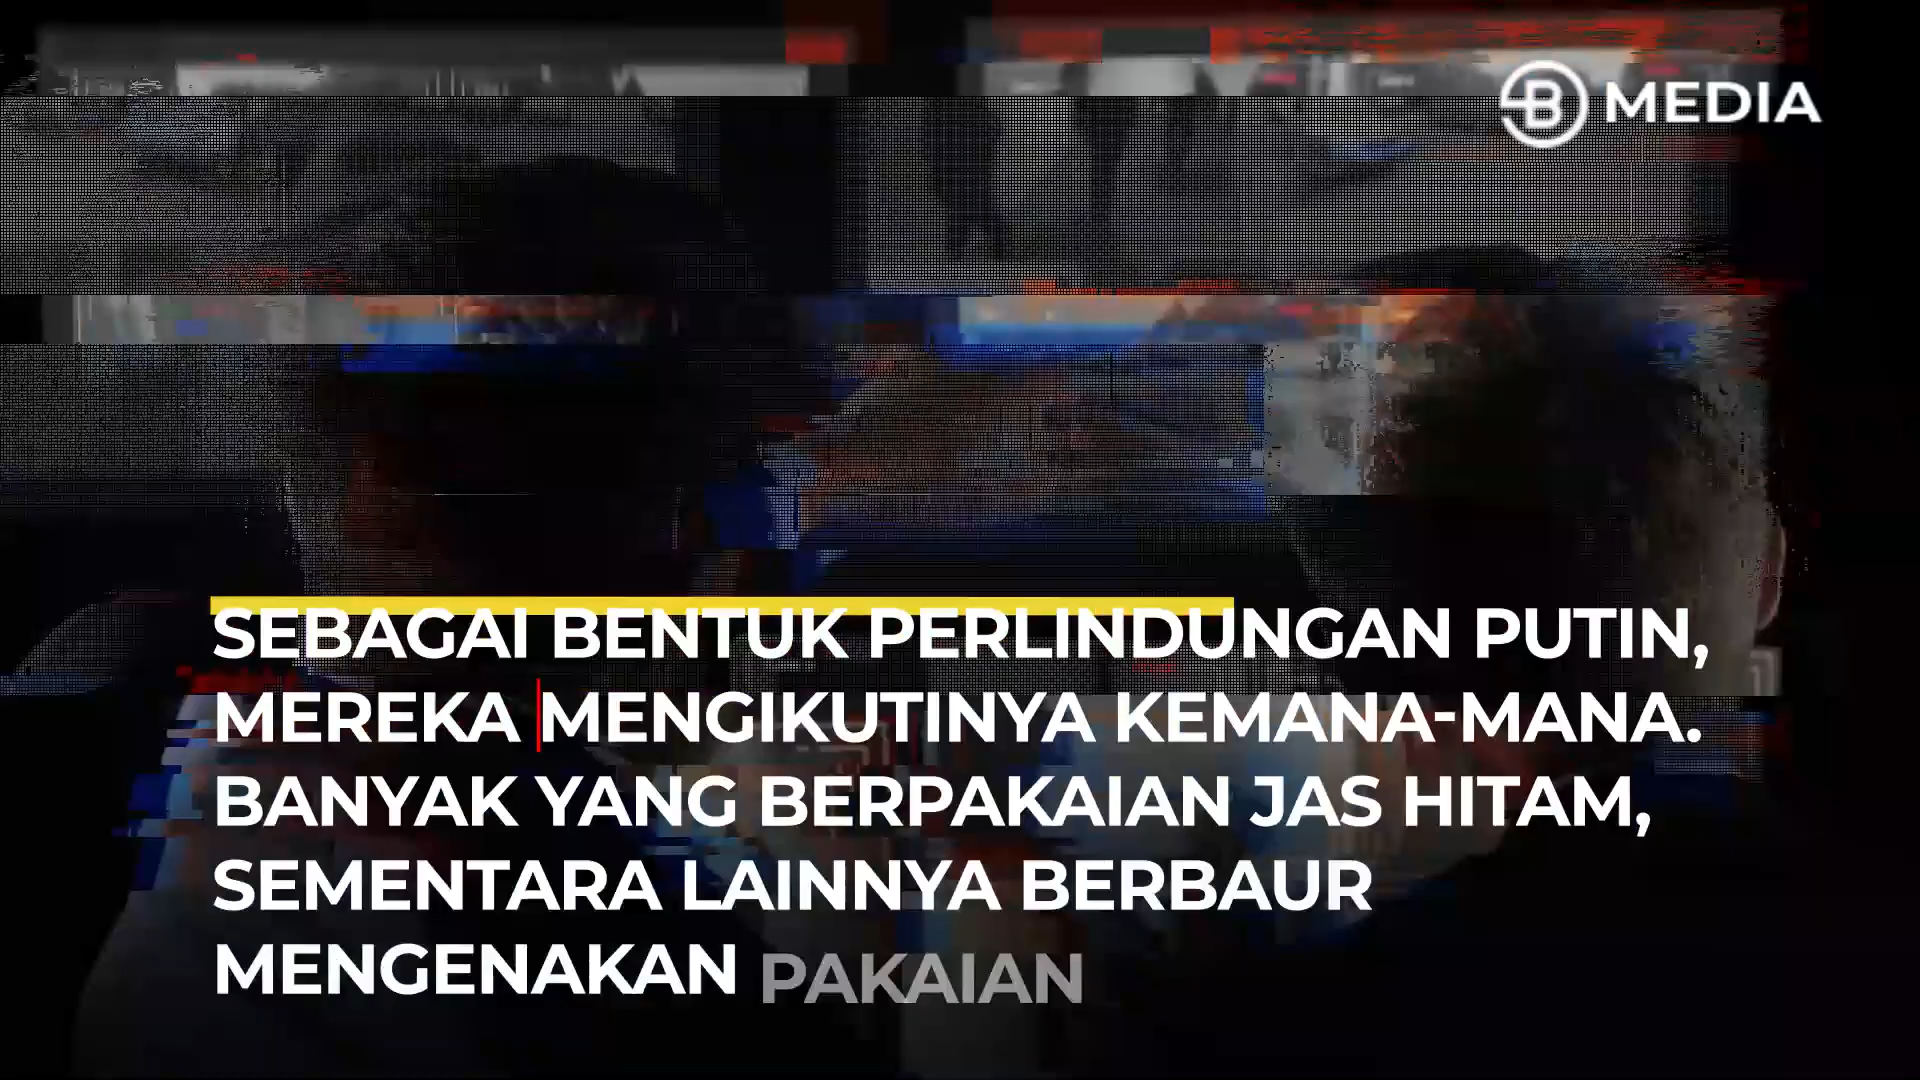 B MEDIA
SEBAGAI BENTUK PERLINDUNGAN PUTIN,
MEREKA MENGIKUTINYA KEMANA-MANA.
BANYAK YANG BERPAKAIAN JAS HITAM,
SEMENTARA LAINNYA BERBAUR
MENGENAKAN PAKAIAN